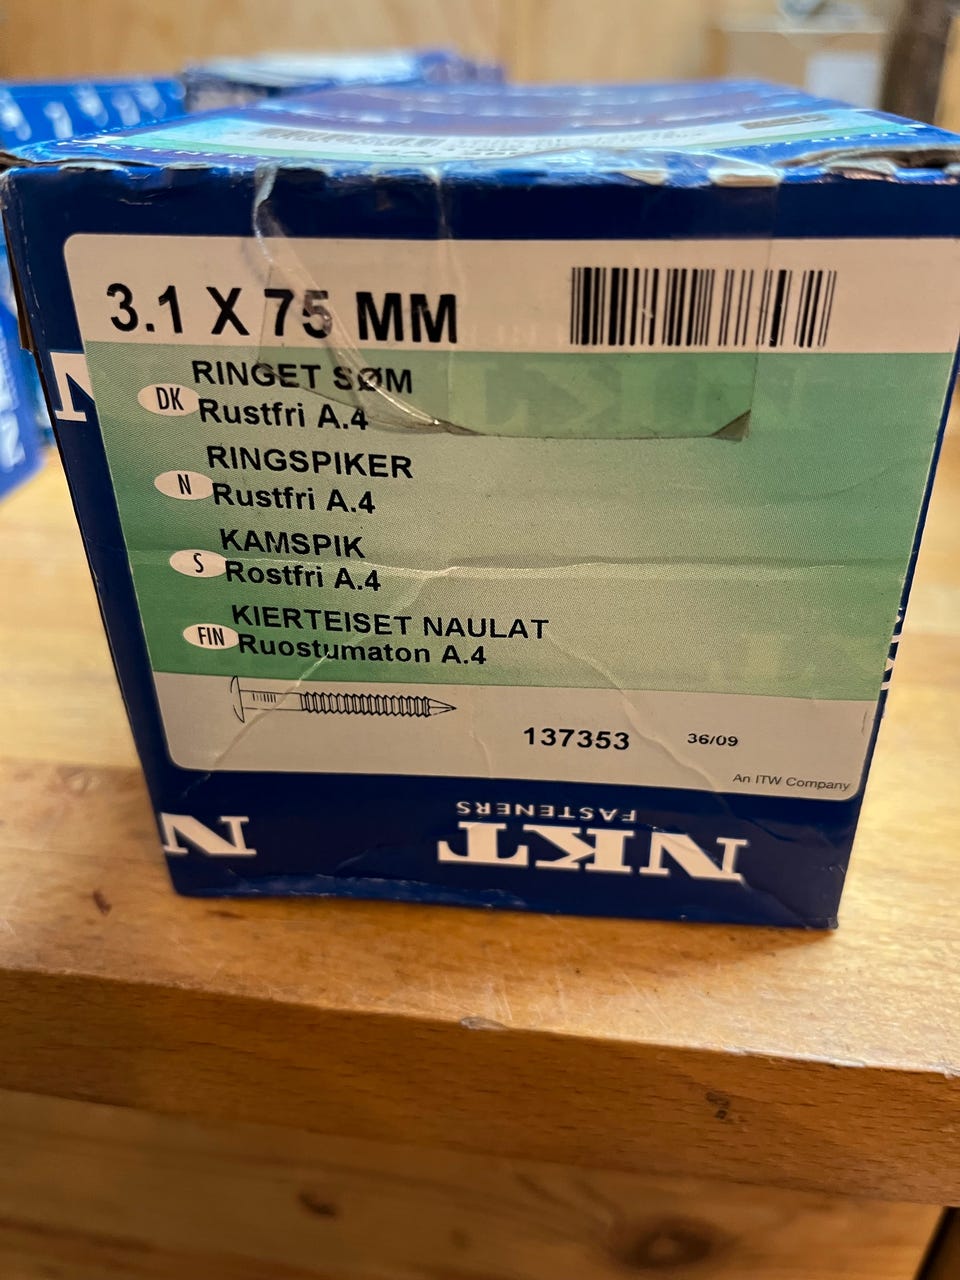 3.1 X 75 MM
DK
RINGET SØM
Rustfri A.4
N
RINGSPIKER
Rustfri A.4
S
KAMSPIK
Rostfri A.4
FIN
KIERTEISET NAULAT
Ruostumaton A.4
137353 36/09
An ITW Company
NKT
FASTENERS
N